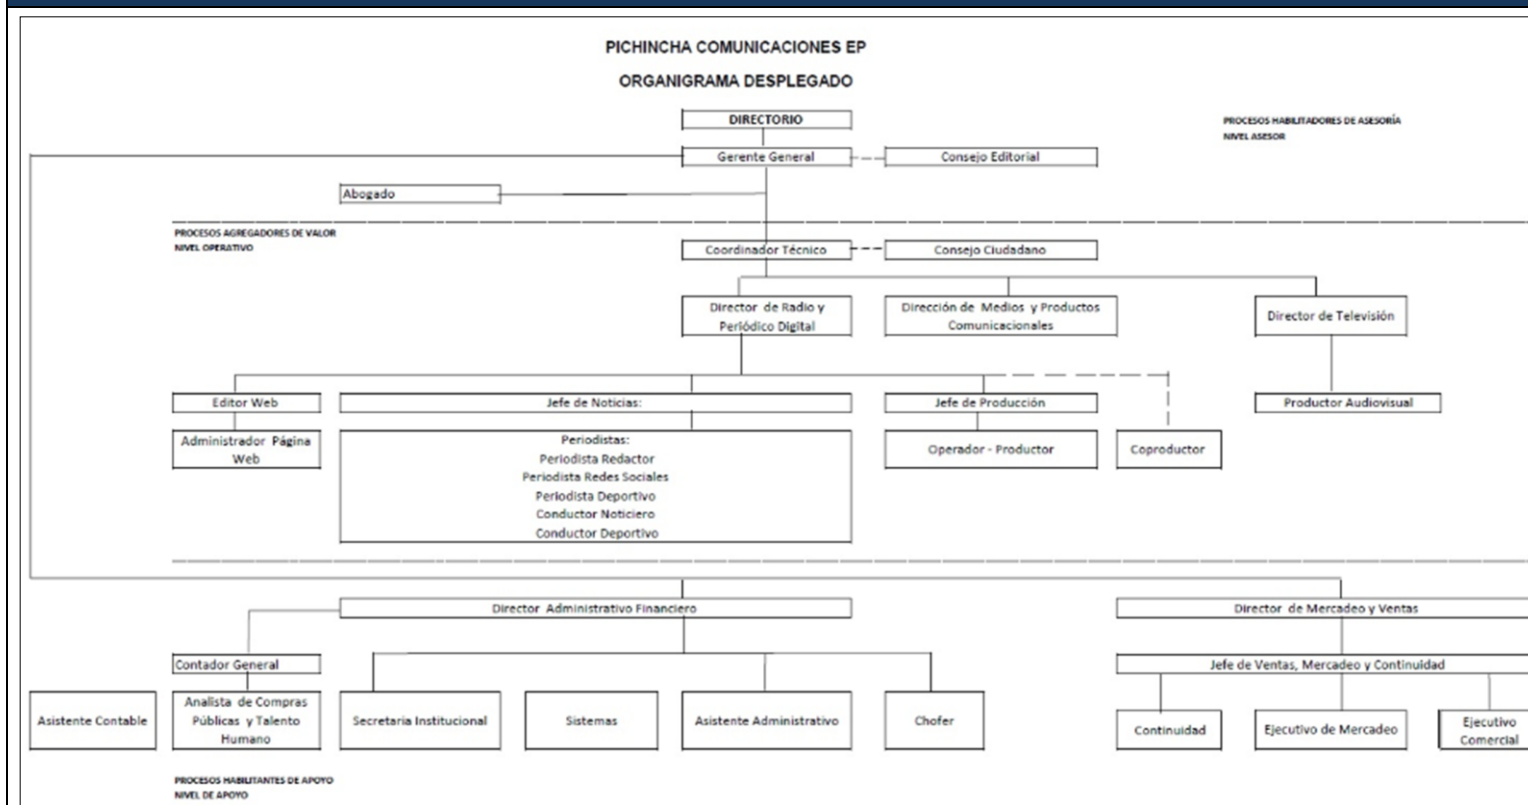 PICHINCHA COMUNICACIONES EP
ORGANIGRAMA DESPLEGADO
DIRECTORIO
PROCESOS HABILITADORES DE ASESORÍA
NIVEL ASESOR
Gerente General
Consejo Editorial
Abogado
PROCESOS AGREGADORES DE VALOR
NIVEL OPERATIVO
Coordinador Técnico
Consejo Ciudadano
Director de Radio y
Periódico Digital
Dirección de Medios y Productos
Comunicacionales
Director de Televisión
Editor Web
Jefe de Noticias:
Jefe de Producción
Productor Audiovisual
Administrador Página
Web
Periodistas:
Periodista Redactor
Periodista Redes Sociales
Periodista Deportivo
Conductor Noticiero
Conductor Deportivo
Operador - Productor
Coproductor
Director Administrativo Financiero
Director de Mercadeo y Ventas
Contador General
Jefe de Ventas, Mercadeo y Continuidad
Asistente Contable
Analista de Compras
Públicas y Talento
Humano
Secretaria Institucional
Sistemas
Asistente Administrativo
Chofer
Continuidad
Ejecutivo de Mercadeo
Ejecutivo
Comercial
PROCESOS HABILITANTES DE APOYO
NIVEL DE APOYO